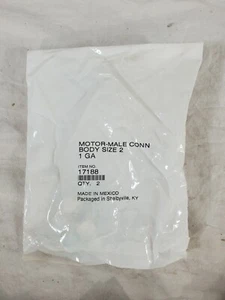 MOTOR-MALE CONN
BODY SIZE 2
1 GA
ITEM NO.
17188
QTY. 2
MADE IN MEXICO
Packaged in Shelbyville, KY